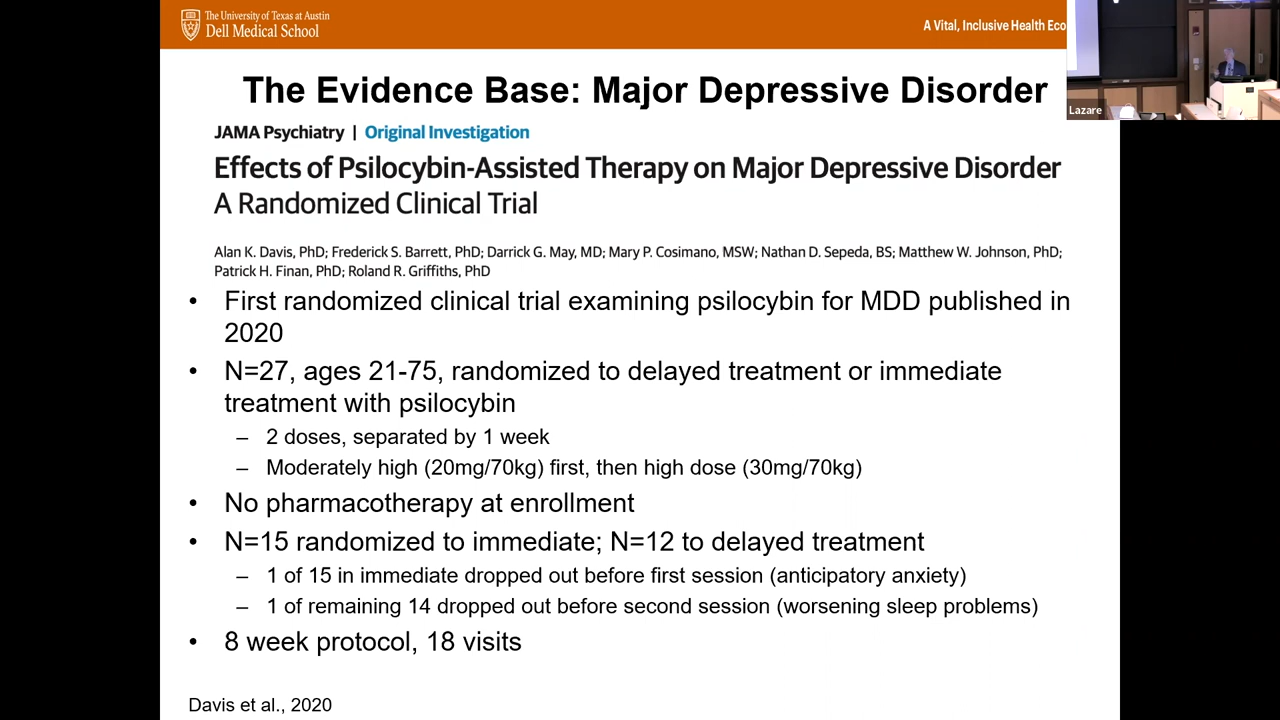 The University of Texas at Austin
Dell Medical School
A Vital, Inclusive Health Eco
Lazare
The Evidence Base: Major Depressive Disorder
JAMA Psychiatry | Original Investigation
Effects of Psilocybin-Assisted Therapy on Major Depressive Disorder
A Randomized Clinical Trial
Alan K. Davis, PhD; Frederick S. Barrett, PhD; Darrick G. May, MD; Mary P. Cosimano, MSW; Nathan D. Sepeda, BS; Matthew W. Johnson, PhD;
Patrick H. Finan, PhD; Roland R. Griffiths, PhD
• First randomized clinical trial examining psilocybin for MDD published in
2020
• N=27, ages 21-75, randomized to delayed treatment or immediate
treatment with psilocybin
– 2 doses, separated by 1 week
– Moderately high (20mg/70kg) first, then high dose (30mg/70kg)
• No pharmacotherapy at enrollment
• N=15 randomized to immediate; N=12 to delayed treatment
– 1 of 15 in immediate dropped out before first session (anticipatory anxiety)
– 1 of remaining 14 dropped out before second session (worsening sleep problems)
• 8 week protocol, 18 visits
Davis et al., 2020